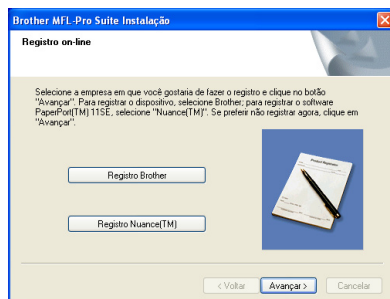 Brother MFL-Pro Suite Instalação
Registro on-line
Selecione a empresa em que você gostaria de fazer o registro e clique no botão
"Avançar". Para registrar o dispositivo, selecione Brother; para registrar o software
PaperPort(TM) 11SE, selecione "Nuance(TM)". Se preferir não registrar agora, clique em
"Avançar".
Registro Brother
Registro Nuance(TM)
Product Registration
< Voltar
Avançar >
Cancelar